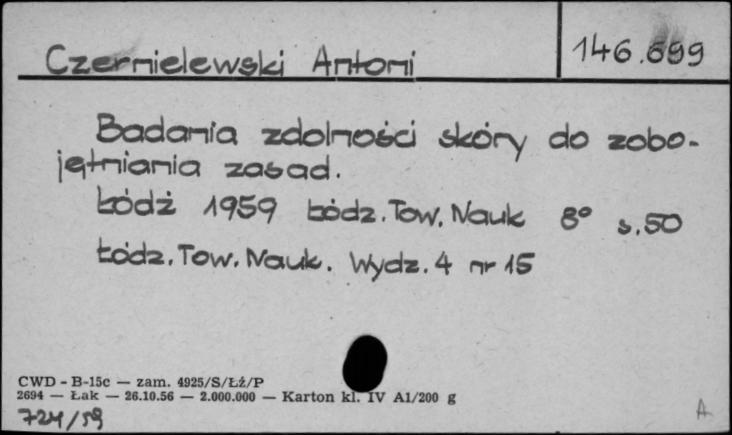 Czernielewski Antoni
146.699
Badania zdolności skóry do zobo-
jętniania zasad.
Łódź 1959 Łódz. Tow. Nauk 8° s. 50
Łódz. Tow. Nauk. Wydz. 4 nr 15
CWD - B-15c — zam. 4925/S/Łź/P
2694 — Łak — 26.10.56 — 2.000.000 — Karton kl. IV A1/200 g
724/59
A